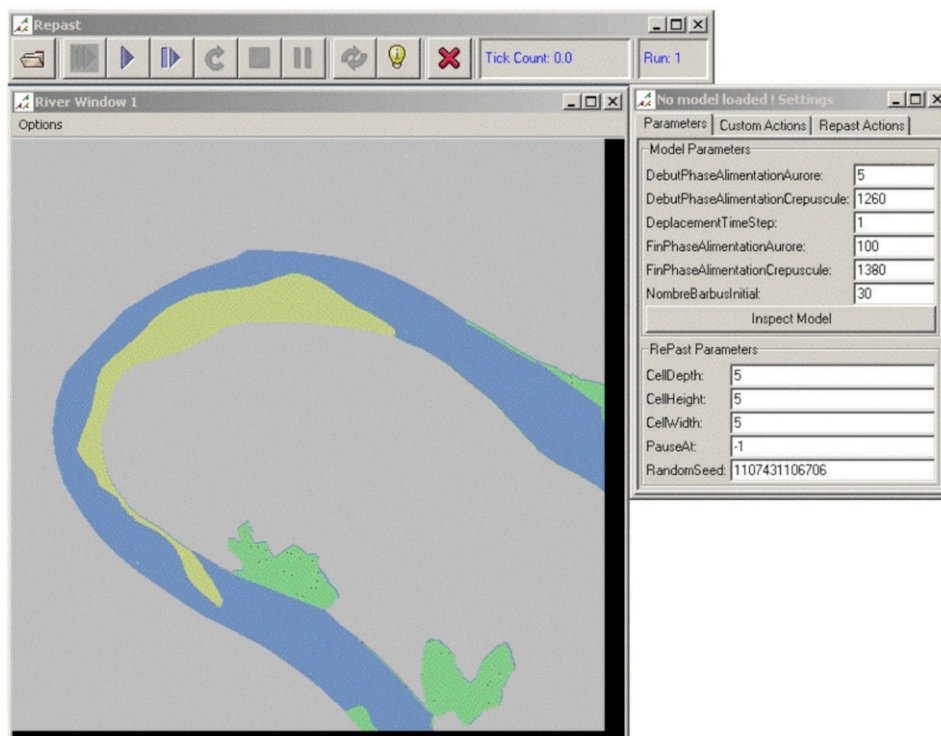 Repast
Tick Count: 0.0
Run: 1
River Window 1
Options
No model loaded ! Settings
Parameters
Custom Actions
Repast Actions
Model Parameters
DebutPhaseAlimentationAurore: 5
DebutPhaseAlimentationCrepuscule: 1260
DeplacementTimeStep: 1
FinPhaseAlimentationAurore: 100
FinPhaseAlimentationCrepuscule: 1380
NombreBarbusInitial: 30
Inspect Model
RePast Parameters
CellDepth: 5
CellHeight: 5
CellWidth: 5
PauseAt: -1
RandomSeed: 1107431106706